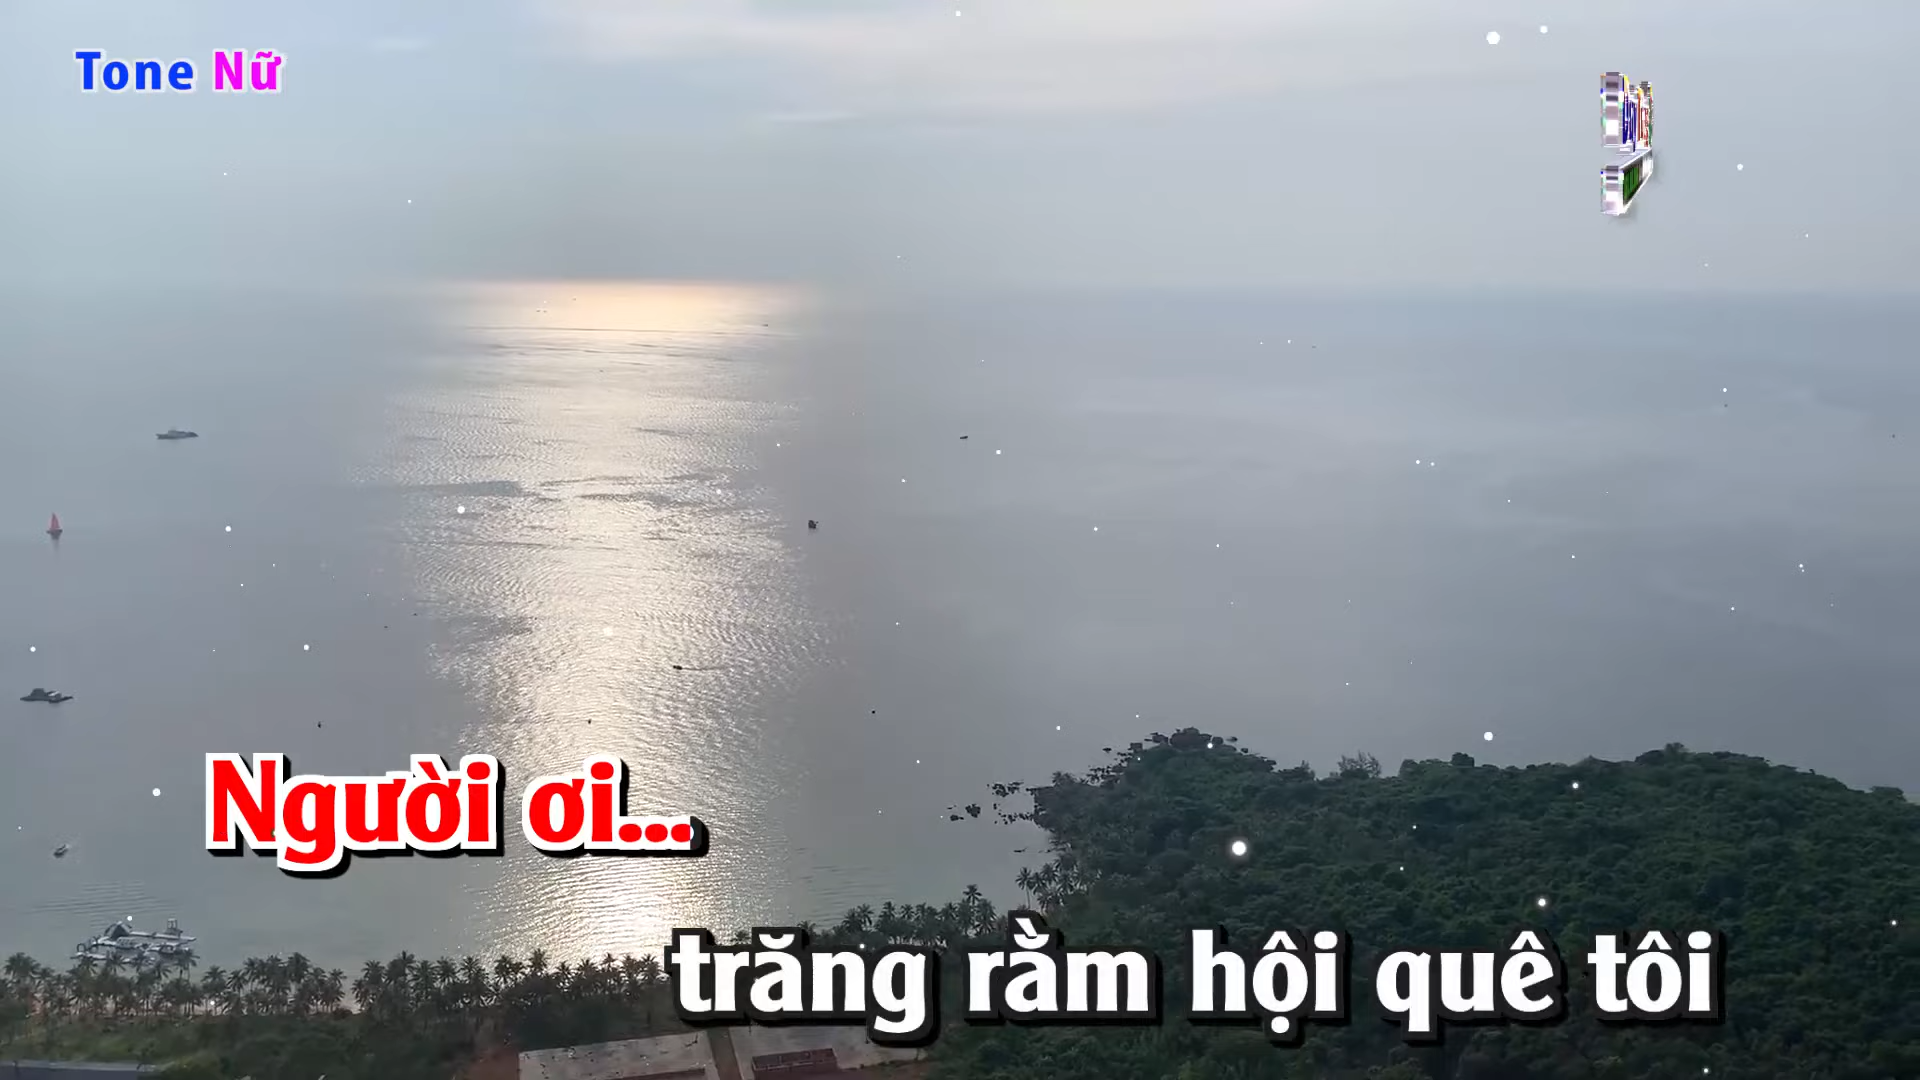 Tone Nữ
Người ơi...
trăng rằm hội quê tôi